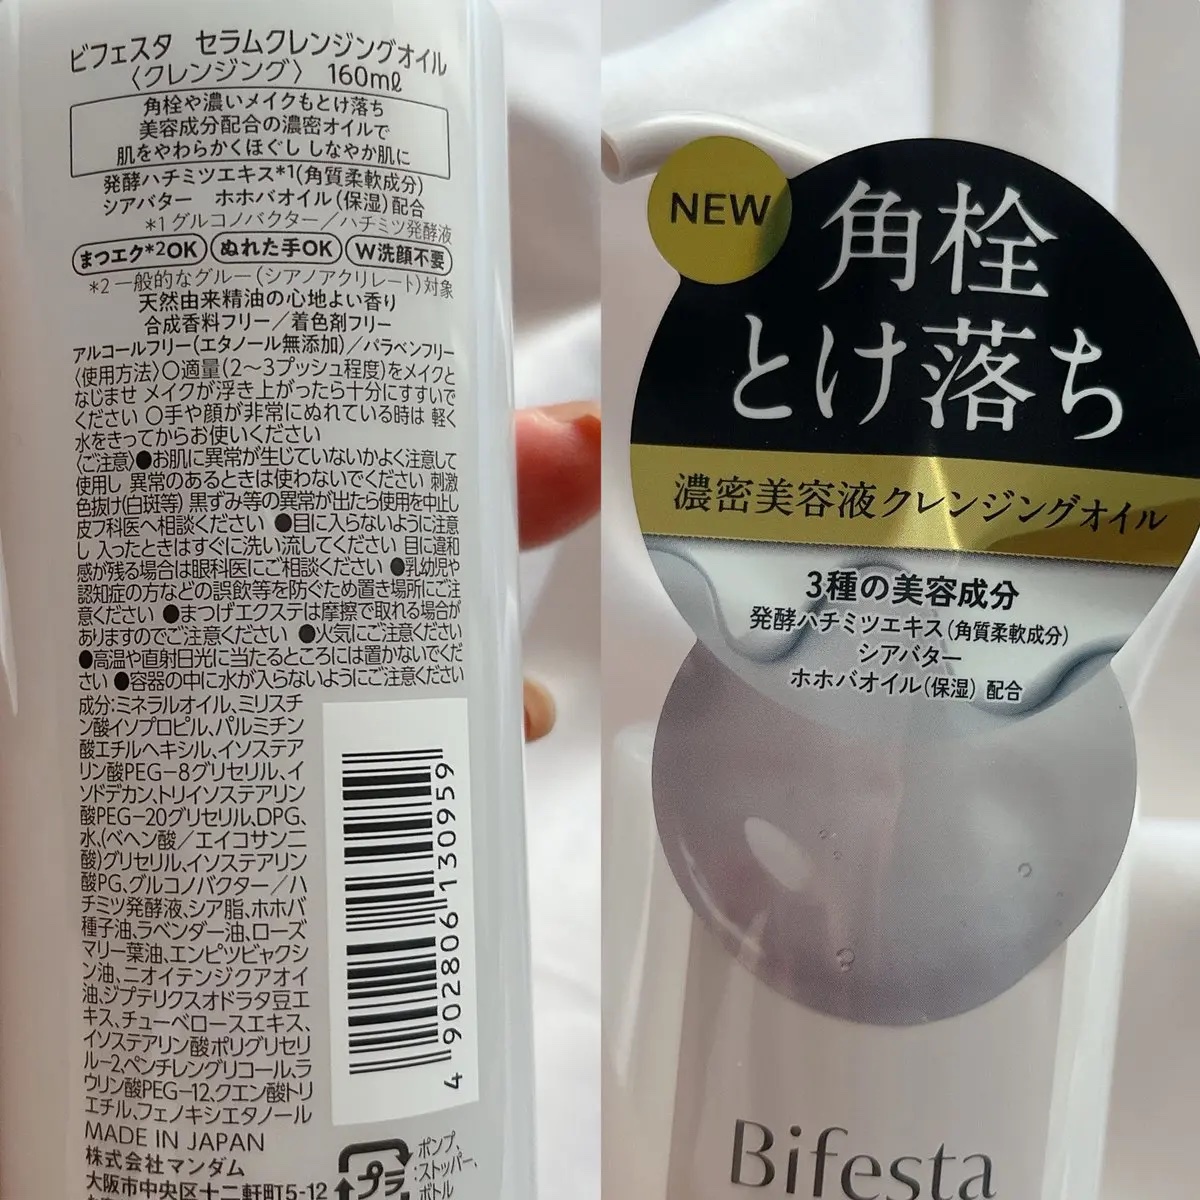 ビフェスタ セラムクレンジングオイル
〈クレンジング〉 160mℓ
角栓や濃いメイクもとけ落ち
美容成分配合の濃密オイルで
肌をやわらかくほぐし しなやか肌に
発酵ハチミツエキス*1(角質柔軟成分)
シアバター ホホバオイル(保湿)配合
*1グルコノバクター/ハチミツ発酵液
まつエク*2OK ぬれた手OK W洗顔不要
*2 一般的なグルー(シアノアクリレート)対象
天然由来精油の心地よい香り
合成香料フリー/着色剤フリー
アルコールフリー(エタノール無添加)/パラベンフリー
〈使用方法〉○適量(2〜3プッシュ程度)をメイクと
なじませ メイクが浮き上がったら十分にすすいで
ください ○手や顔が非常にぬれている時は 軽く
水をきってからお使いください
〈ご注意〉●お肌に異常が生じていないかよく注意して
使用し 異常のあるときは使わないでください 刺激
色抜け(白斑等) 黒ずみ等の異常が出たら使用を中止し
皮フ科医へ相談ください ●目に入らないように注意
し 入ったときはすぐに洗い流してください 目に違和
感が残る場合は眼科医にご相談ください ●乳幼児や
認知症の方などの誤飲等を防ぐため置き場所にご注
意ください ●まつげエクステは摩擦で取れる場合が
ありますのでご注意ください ●火気にご注意ください
●高温や直射日光に当たるところには置かないでくだ
さい ●容器の中に水が入らないようにご注意ください
成分:ミネラルオイル、ミリスチ
ン酸イソプロピル、パルミチン
酸エチルヘキシル、イソステア
リン酸PEG-8グリセリル、イ
ソドデカン、トリイソステアリン
酸PEG-20グリセリル、DPG、
水、(ベヘン酸/エイコサン二
酸)グリセリル、イソステアリン
酸PG、グルコノバクター/ハ
チミツ発酵液、シア脂、ホホバ
種子油、ラベンダー油、ローズ
マリー葉油、エンピツビャクシ
ン油、ニオイテンジクアオイ
油、ジプテリクスオドラタ豆エ
キス、チューベロースエキス、
イソステアリン酸ポリグリセリ
ル-2、ペンチレングリコール、ラ
ウリン酸PEG-12、クエン酸トリ
エチル、フェノキシエタノール
MADE IN JAPAN
株式会社マンダム
大阪市中央区十二軒町5-12
4 902806 130959
プラ
ポンプ、
ストッパー、
ボトル
NEW
角栓
とけ落ち
濃密美容液クレンジングオイル
3種の美容成分
発酵ハチミツエキス(角質柔軟成分)
シアバター
ホホバオイル(保湿) 配合
Bifesta